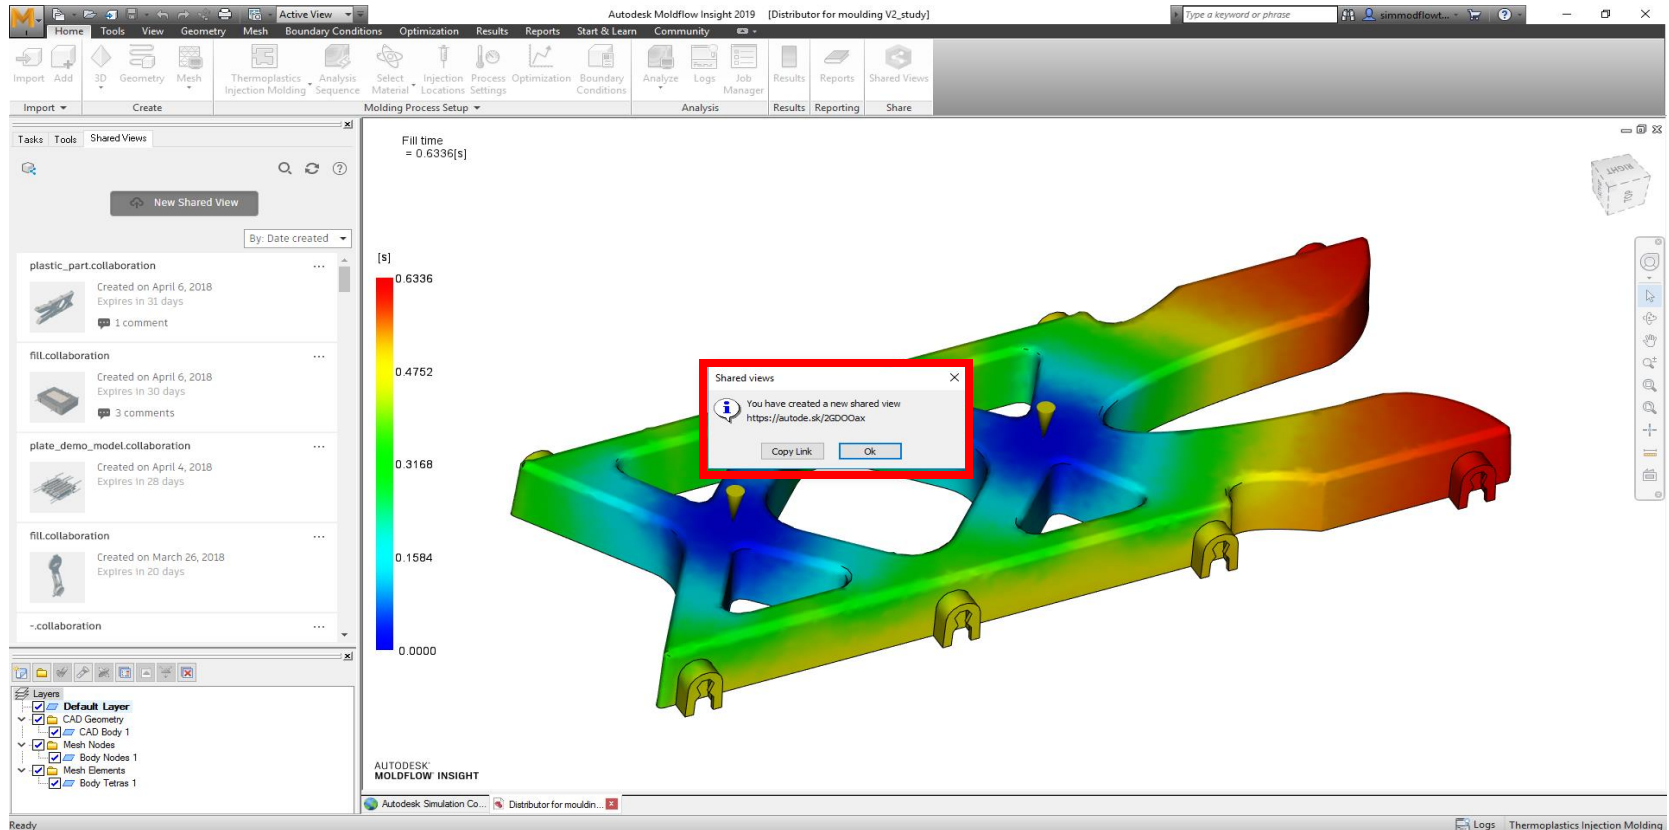 Active View
Autodesk Moldflow Insight 2019 [Distributor for moulding V2_study]
Type a keyword or phrase
simmodflowt...
Home Tools View Geometry Mesh Boundary Conditions Optimization Results Reports Start & Learn Community
Import Add 3D Geometry Mesh Thermoplastics Injection Molding Analysis Sequence Select Material Injection Locations Process Settings Optimization Boundary Conditions Analyze Logs Job Manager Results Reports Shared Views
Import Create Molding Process Setup Analysis Results Reporting Share
Tasks Tools Shared Views
New Shared View
By: Date created
plastic_part.collaboration ...
Created on April 6, 2018
Expires in 31 days
1 comment
fill.collaboration ...
Created on April 6, 2018
Expires in 30 days
3 comments
plate_demo_model.collaboration ...
Created on April 4, 2018
Expires in 28 days
fill.collaboration ...
Created on March 26, 2018
Expires in 20 days
-.collaboration ...
Layers
Default Layer
CAD Geometry
CAD Body 1
Mesh Nodes
Body Nodes 1
Mesh Elements
Body Tetras 1
Fill time
= 0.6336[s]
[s]
0.6336
0.4752
0.3168
0.1584
0.0000
Shared views
You have created a new shared view
https://autode.sk/2GDOOax
Copy Link Ok
RIGHT
AUTODESK'
MOLDFLOW' INSIGHT
Autodesk Simulation Co... Distributor for mouldin...
Ready
Logs Thermoplastics Injection Molding